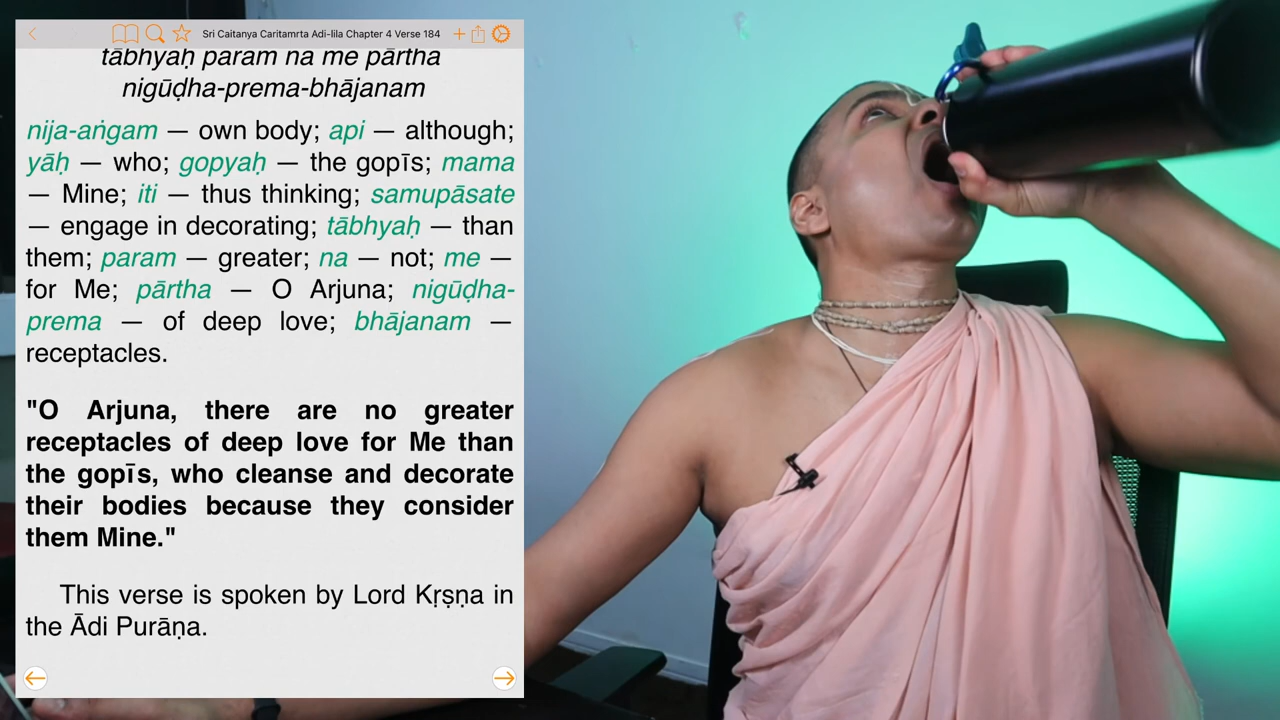 Sri Caitanya Caritamrta Adi-lila Chapter 4 Verse 184
tābhyaḥ param na me pārtha
nigūḍha-prema-bhājanam
nija-aṅgam — own body; api — although;
yāḥ — who; gopyaḥ — the gopīs; mama
— Mine; iti — thus thinking; samupāsate
— engage in decorating; tābhyaḥ — than
them; param — greater; na — not; me —
for Me; pārtha — O Arjuna; nigūḍha-
prema — of deep love; bhājanam —
receptacles.
"O Arjuna, there are no greater
receptacles of deep love for Me than
the gopīs, who cleanse and decorate
their bodies because they consider
them Mine."
This verse is spoken by Lord Kṛṣṇa in
the Ādi Purāṇa.